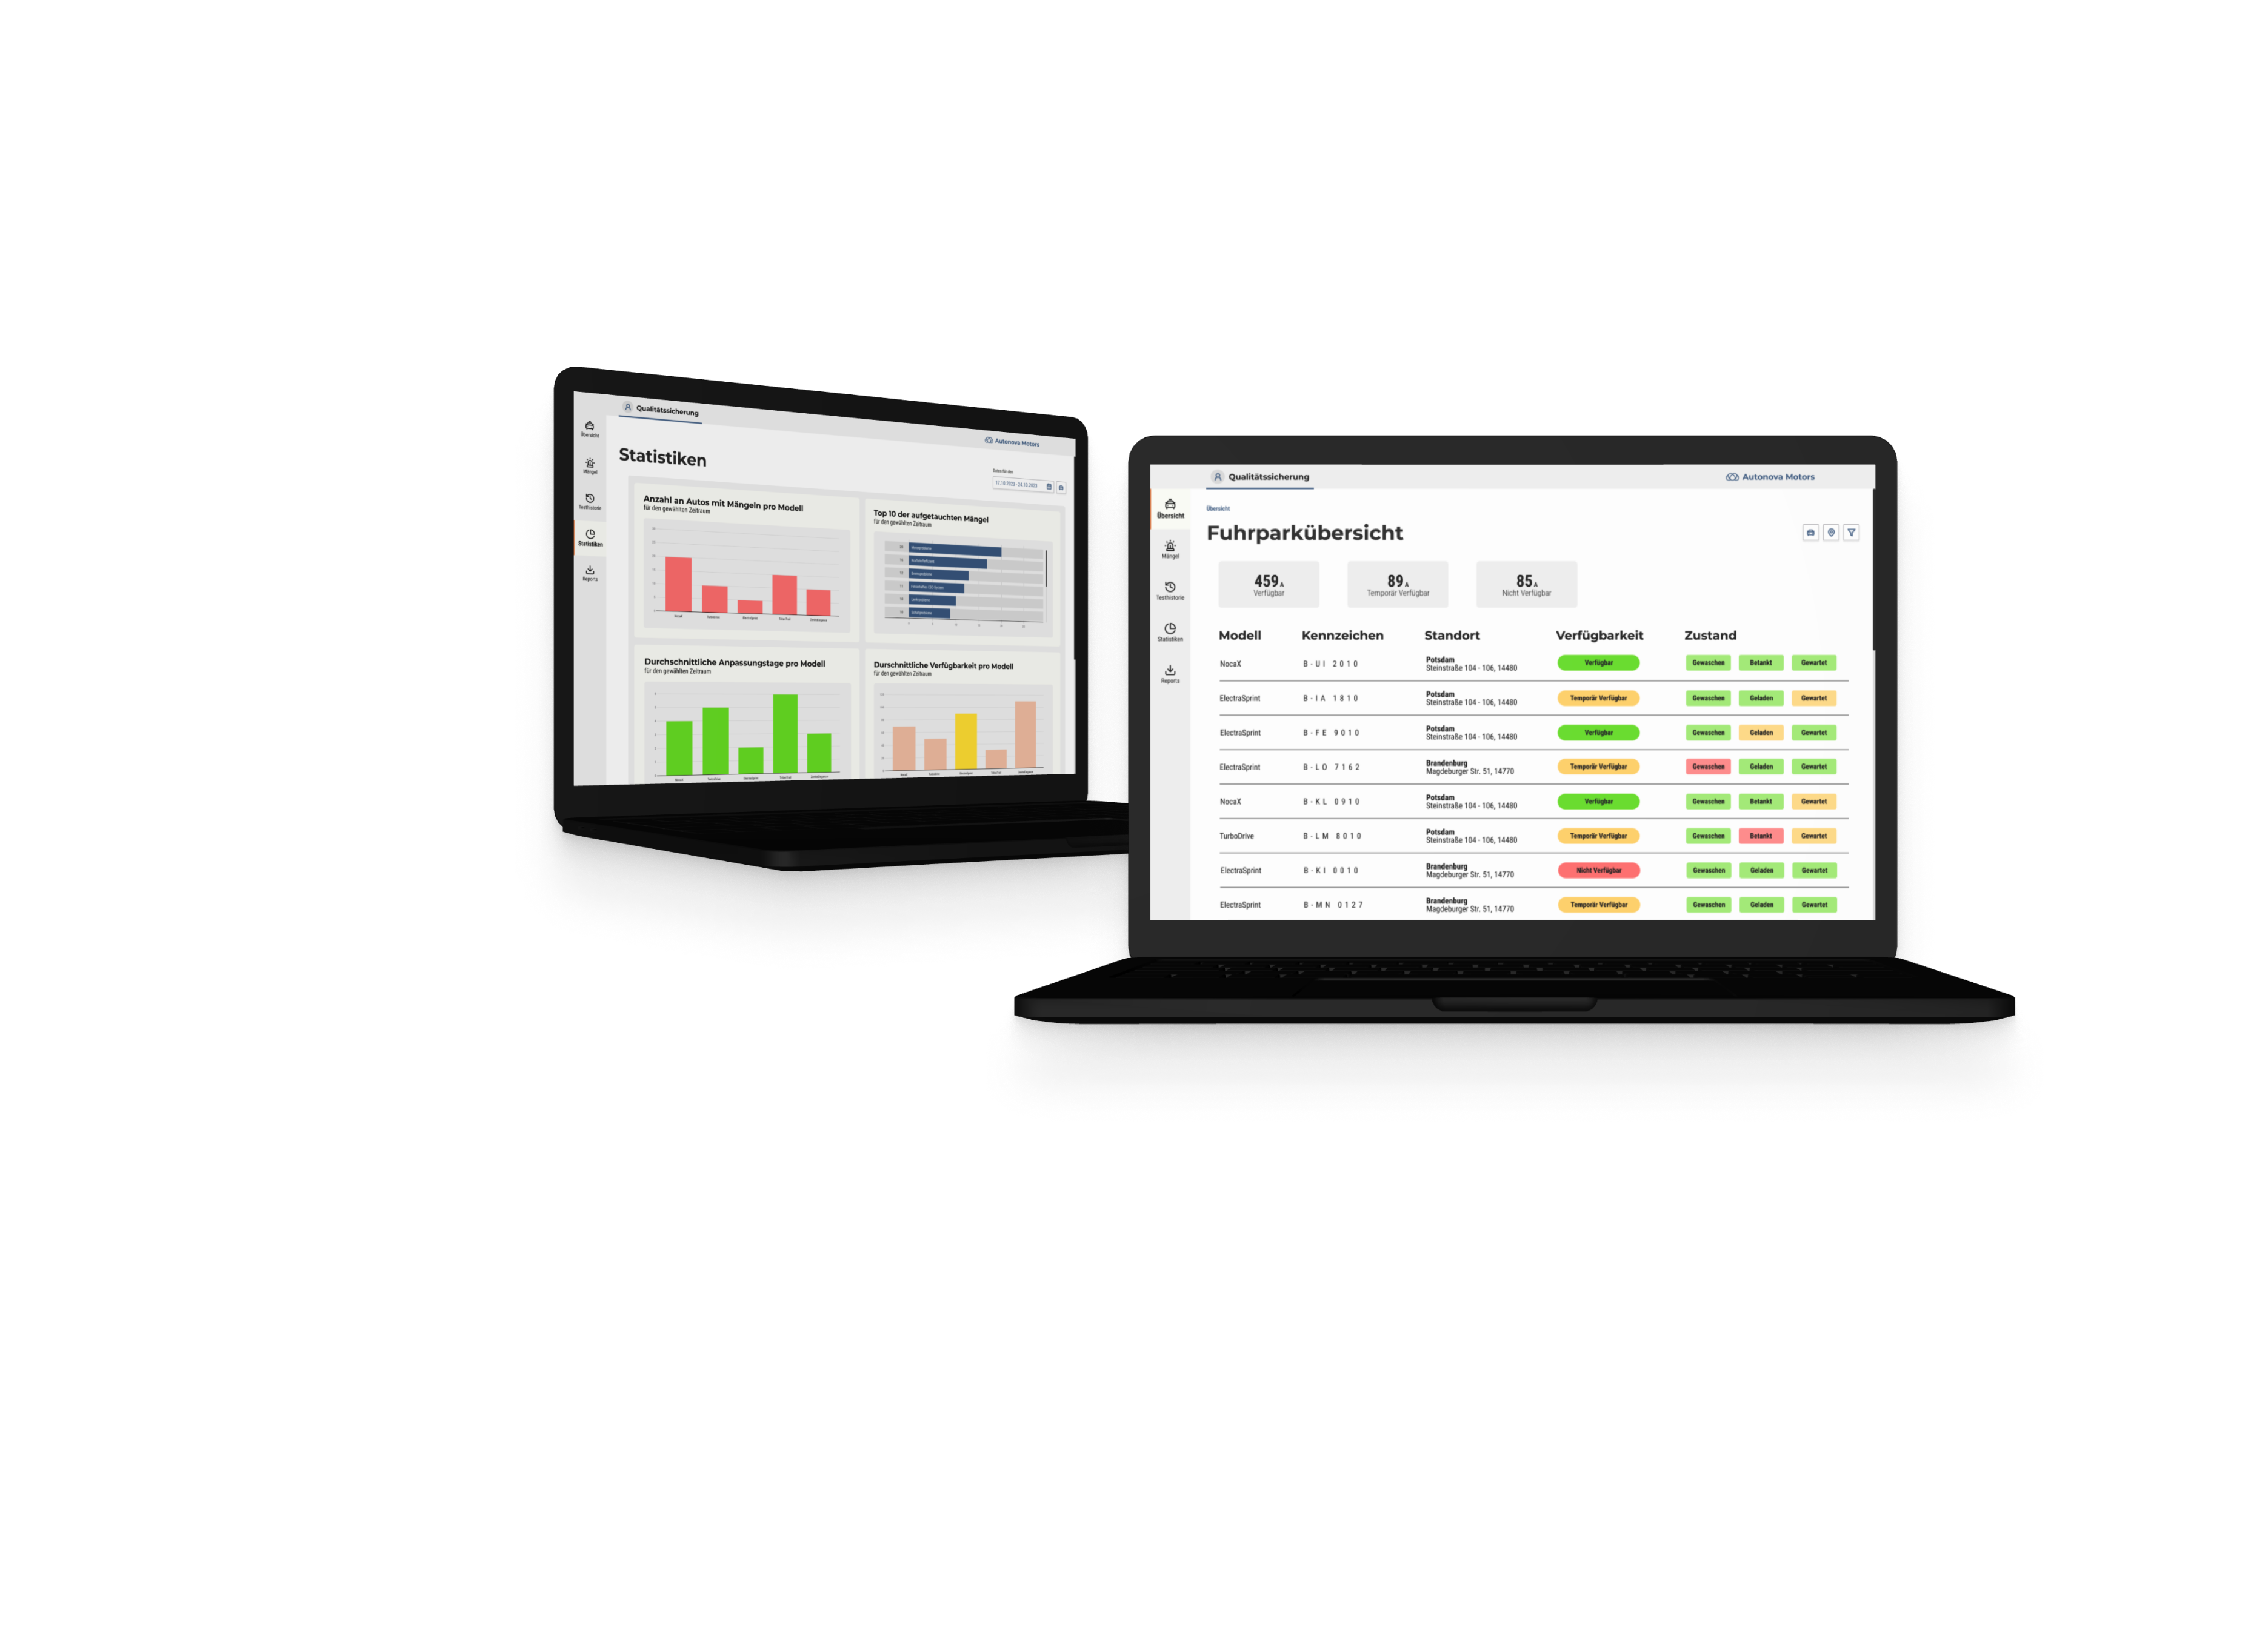 Qualitätssicherung
Autonova Motors
Übersicht
Mängel
Testhistorie
Statistiken
Reports
Statistiken
17.10.2023 - 24.10.2023
Anzahl an Autos mit Mängeln pro Modell
für den gewählten Zeitraum
Top 10 der aufgetauchten Mängel
für den gewählten Zeitraum
Durchschnittliche Anpassungstage pro Modell
für den gewählten Zeitraum
Durschnittliche Verfügbarkeit pro Modell
für den gewählten Zeitraum
Qualitätssicherung
Autonova Motors
Übersicht
Mängel
Testhistorie
Statistiken
Reports
Übersicht
Fuhrparkübersicht
459 A
Verfügbar
89 A
Temporär Verfügbar
85 A
Nicht Verfügbar
Modell Kennzeichen Standort Verfügbarkeit Zustand
NocaX B - U I 2 0 1 0 Potsdam Verfügbar Gewaschen Betankt Gewartet
Steinstraße 104 - 106, 14480
ElectraSprint B - I A 1 8 1 0 Potsdam Temporär Verfügbar Gewaschen Geladen Gewartet
Steinstraße 104 - 106, 14480
ElectraSprint B - F E 9 0 1 0 Potsdam Verfügbar Gewaschen Geladen Gewartet
Steinstraße 104 - 106, 14480
ElectraSprint B - L O 7 1 6 2 Brandenburg Temporär Verfügbar Gewaschen Geladen Gewartet
Magdeburger Str. 51, 14770
NocaX B - K L 0 9 1 0 Potsdam Verfügbar Gewaschen Betankt Gewartet
Steinstraße 104 - 106, 14480
TurboDrive B - L M 8 0 1 0 Potsdam Temporär Verfügbar Gewaschen Betankt Gewartet
Steinstraße 104 - 106, 14480
ElectraSprint B - K I 0 0 1 0 Brandenburg Nicht Verfügbar Gewaschen Geladen Gewartet
Magdeburger Str. 51, 14770
ElectraSprint B - M N 0 1 2 7 Brandenburg Temporär Verfügbar Gewaschen Geladen Gewartet
Magdeburger Str. 51, 14770